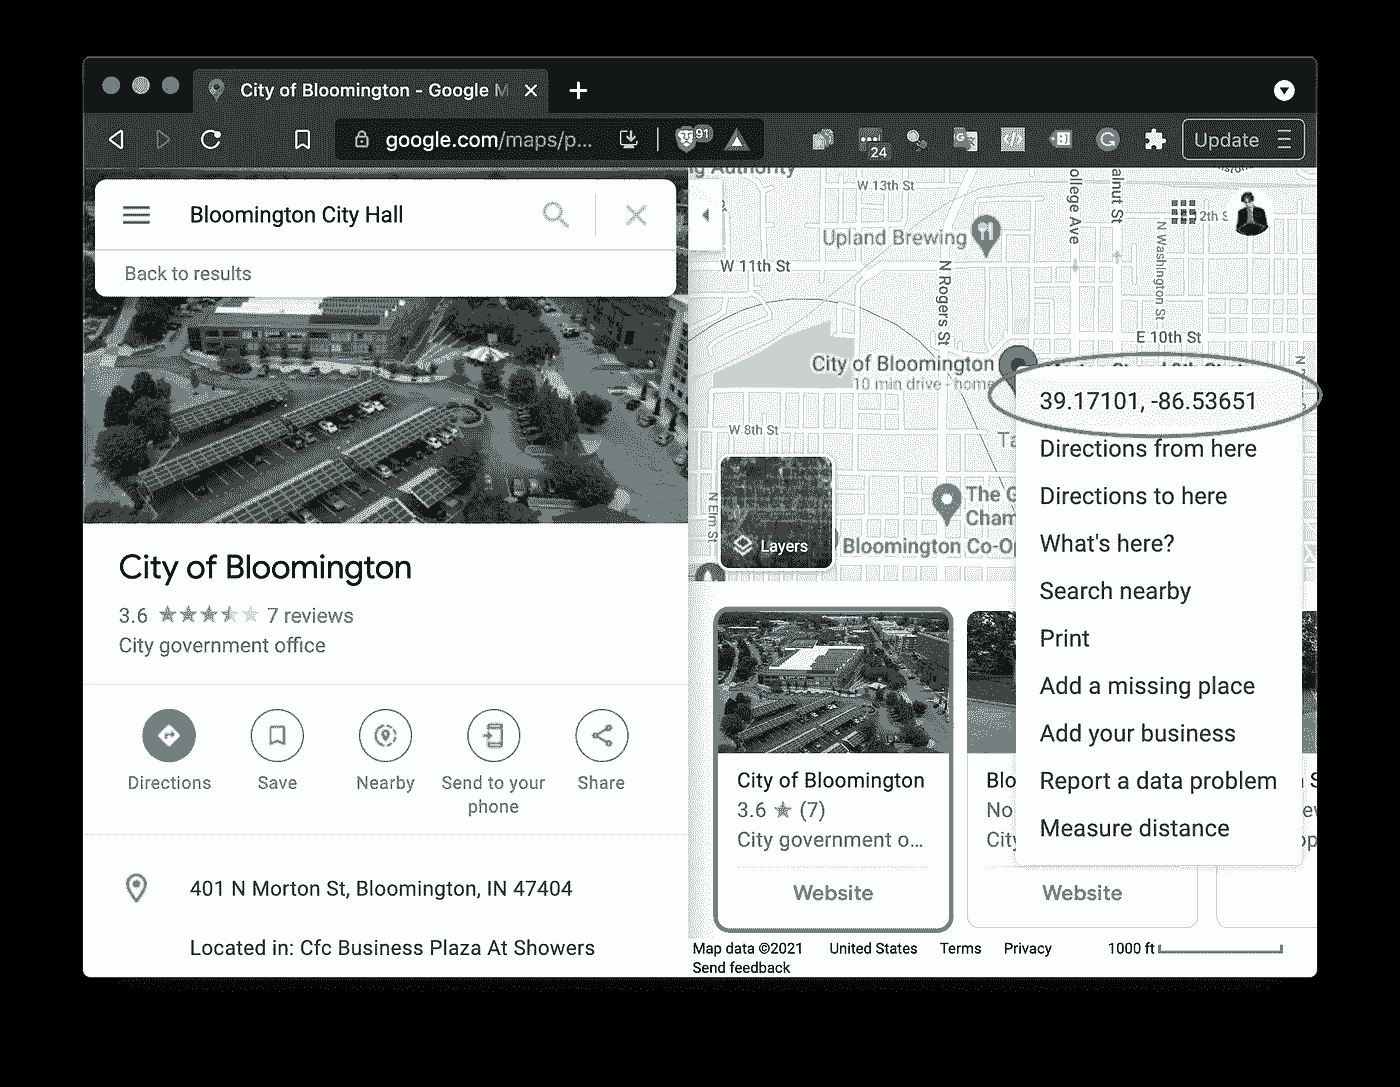 City of Bloomington - Google M
google.com/maps/p...
91
24
Update
Bloomington City Hall
Back to results
City of Bloomington
3.6 7 reviews
City government office
Directions
Save
Nearby
Send to your
phone
Share
401 N Morton St, Bloomington, IN 47404
Located in: Cfc Business Plaza At Showers
W 13th St
Upland Brewing
W 11th St
N Rogers St
N Washington St
E 10th St
City of Bloomington
10 min drive - home
W 8th St
N Elm St
Layers
The G
Cham
Bloomington Co-Op
39.17101, -86.53651
Directions from here
Directions to here
What's here?
Search nearby
Print
Add a missing place
Add your business
Report a data problem
Measure distance
City of Bloomington
3.6 (7)
City government o...
Website
Blo
No
City
Website
Map data ©2021 United States Terms Privacy 1000 ft
Send feedback